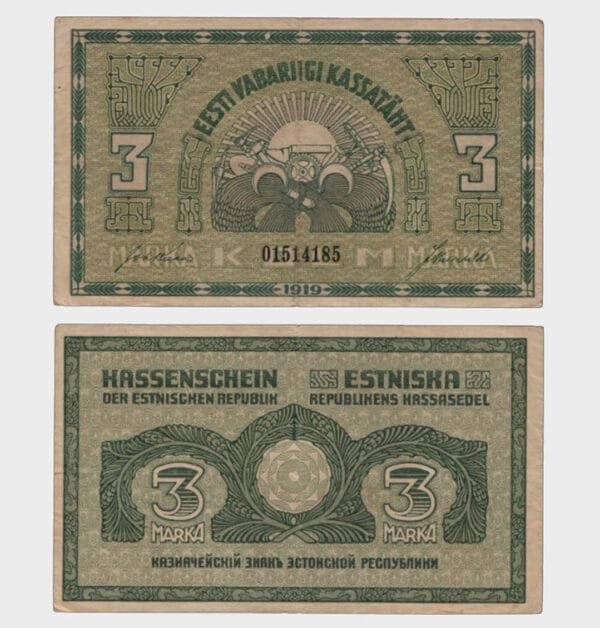 EESTI VABARIIGI KASSATÄHT
3 3
MARKA K M MARKA
01514185
1919
KASSENSCHEIN
DER ESTNISCHEN REPUBLIK
ESTNISKA
REPUBLIKENS KASSASEDEL
3 3
MARKA MARKA
КАЗНАЧЕЙСКІЙ ЗНАКЪ ЭСТОНСКОЙ РЕСПУБЛИКИ